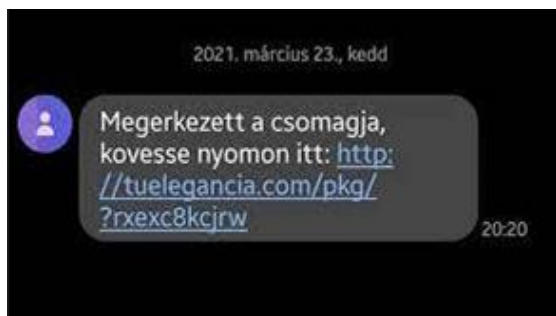 2021. március 23., kedd
Megerkezett a csomagja,
kovesse nyomon itt: http:
//tuelegancia.com/pkg/
?rxexc8kcjrw
20:20